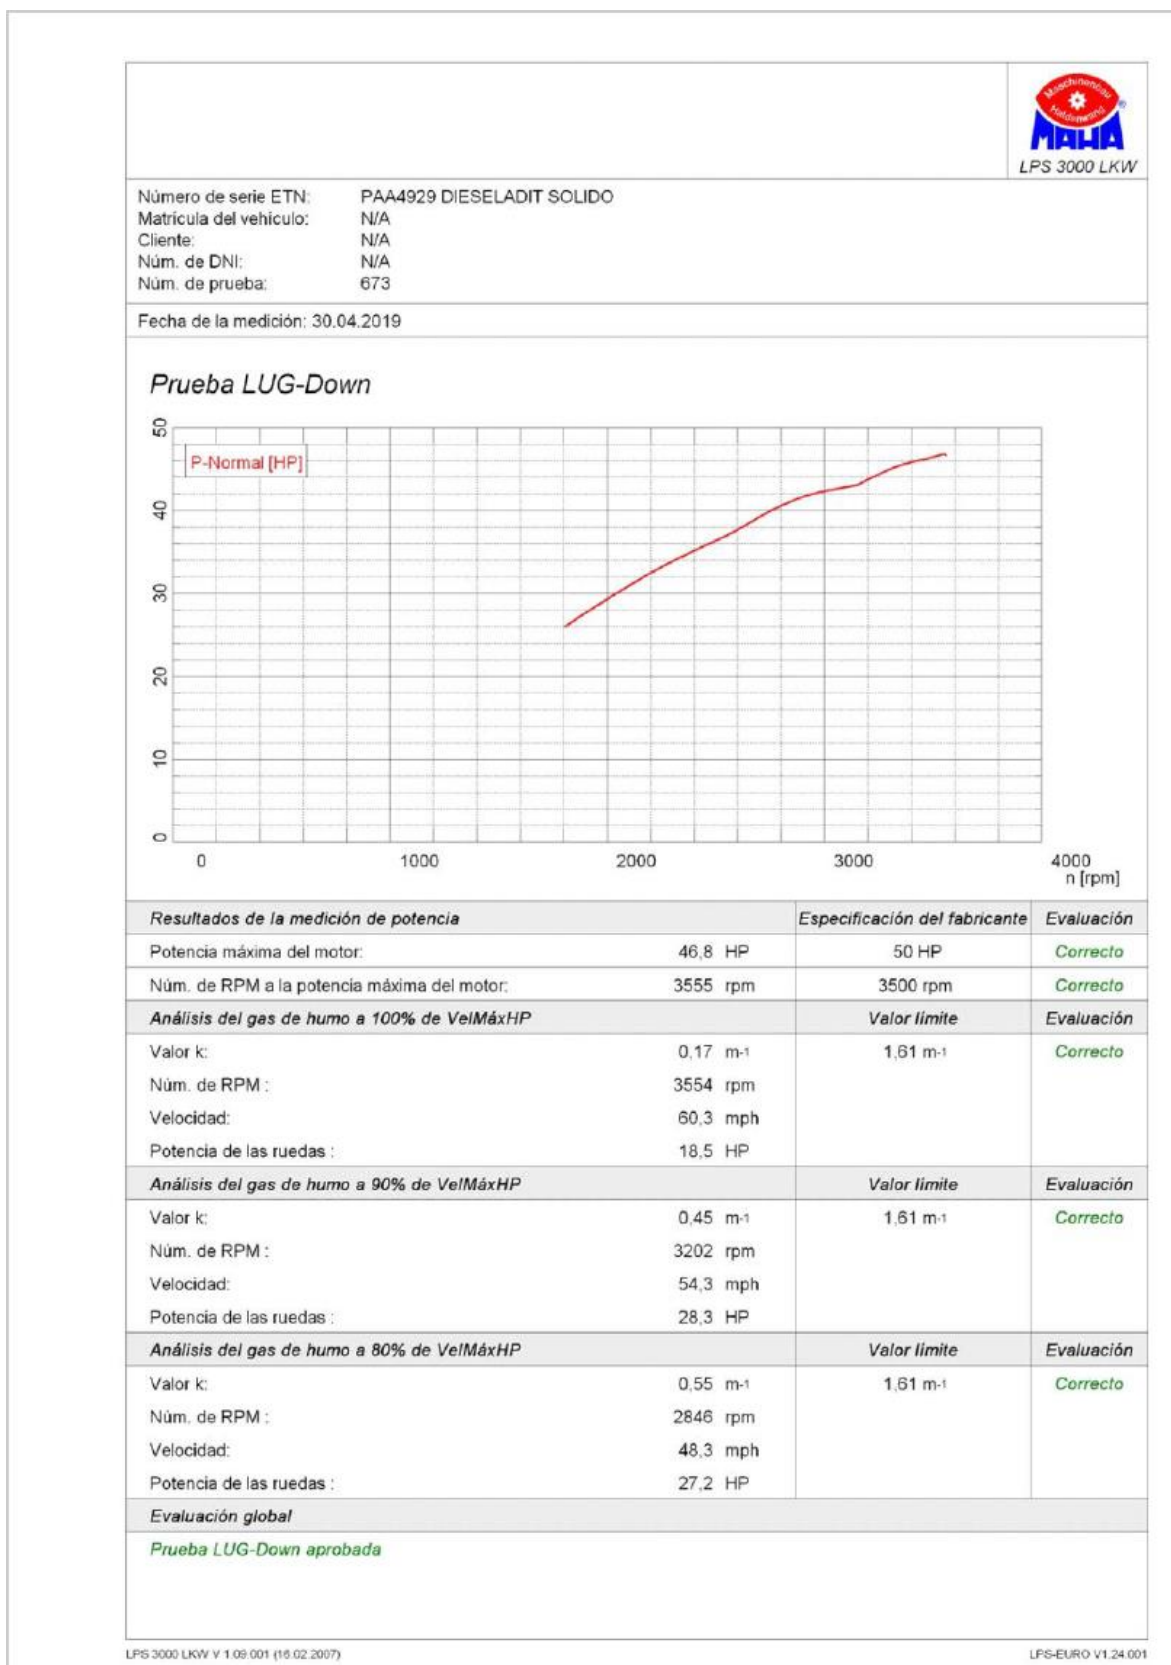 Maschinenbau
Haldenwang
MAHA®
LPS 3000 LKW
Número de serie ETN: PAA4929 DIESELADIT SOLIDO
Matrícula del vehículo: N/A
Cliente: N/A
Núm. de DNI: N/A
Núm. de prueba: 673
Fecha de la medición: 30.04.2019
Prueba LUG-Down
P-Normal [HP]
50
40
30
20
10
0
0 1000 2000 3000 4000
n [rpm]
Resultados de la medición de potencia Especificación del fabricante Evaluación
Potencia máxima del motor: 46,8 HP 50 HP Correcto
Núm. de RPM a la potencia máxima del motor: 3555 rpm 3500 rpm Correcto
Análisis del gas de humo a 100% de VelMáxHP Valor límite Evaluación
Valor k: 0,17 m-1 1,61 m-1 Correcto
Núm. de RPM : 3554 rpm
Velocidad: 60,3 mph
Potencia de las ruedas : 18,5 HP
Análisis del gas de humo a 90% de VelMáxHP Valor límite Evaluación
Valor k: 0,45 m-1 1,61 m-1 Correcto
Núm. de RPM : 3202 rpm
Velocidad: 54,3 mph
Potencia de las ruedas : 28,3 HP
Análisis del gas de humo a 80% de VelMáxHP Valor límite Evaluación
Valor k: 0,55 m-1 1,61 m-1 Correcto
Núm. de RPM : 2846 rpm
Velocidad: 48,3 mph
Potencia de las ruedas : 27,2 HP
Evaluación global
Prueba LUG-Down aprobada
LPS 3000 LKW V 1.09.001 (16.02.2007) LPS-EURO V1.24.001